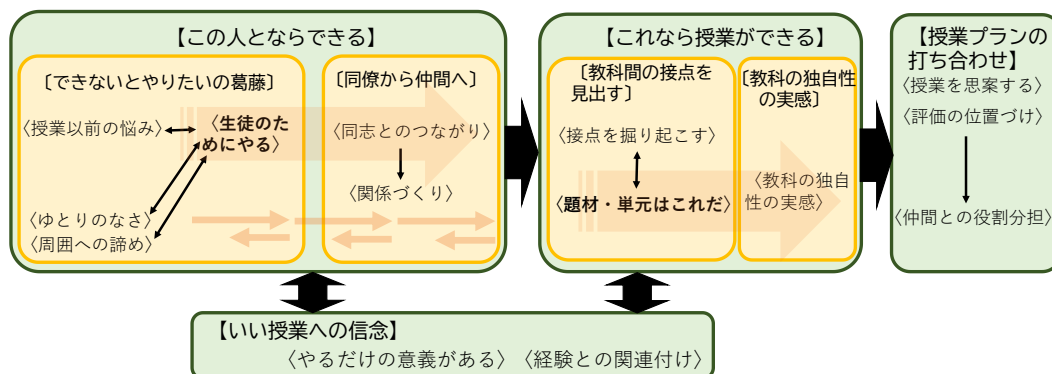 【この人とならできる】
〔できないとやりたいの葛藤〕
〈授業以前の悩み〉
〈生徒のた
めにやる〉
〈ゆとりのなさ〉
〈周囲への諦め〉
〔同僚から仲間へ〕
〈同志とのつながり〉
〈関係づくり〉
【これなら授業ができる】
〔教科間の接点を
見出す〕
〈接点を掘り起こす〉
〈題材・単元はこれだ〉
〔教科の独自性
の実感〕
〈教科の独自
性の実感〉
【授業プランの
打ち合わせ】
〈授業を思案する〉
〈評価の位置づけ〉
〈仲間との役割分担〉
【いい授業への信念】
〈やるだけの意義がある〉〈経験との関連付け〉